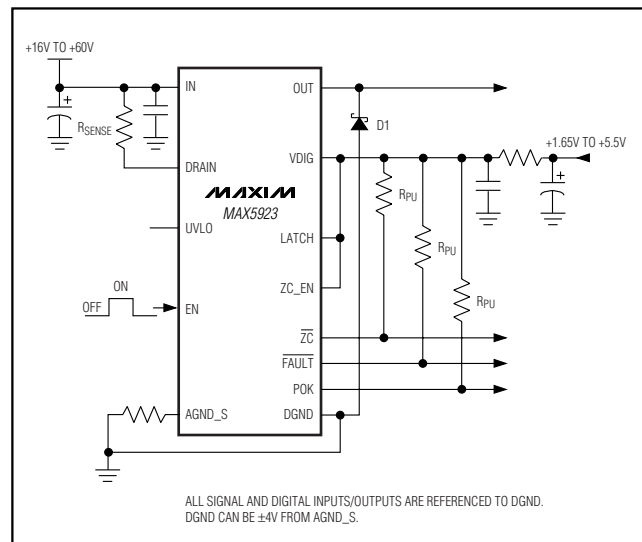 +16V TO +60V
IN
OUT
+
RSENSE
D1
+1.65V TO +5.5V
DRAIN
VDIG
+
MAXIM
MAX5923
RPU
UVLO
LATCH
RPU
ON
ZC_EN
OFF
EN
RPU
ZC
FAULT
POK
AGND_S
DGND
ALL SIGNAL AND DIGITAL INPUTS/OUTPUTS ARE REFERENCED TO DGND.
DGND CAN BE ±4V FROM AGND_S.